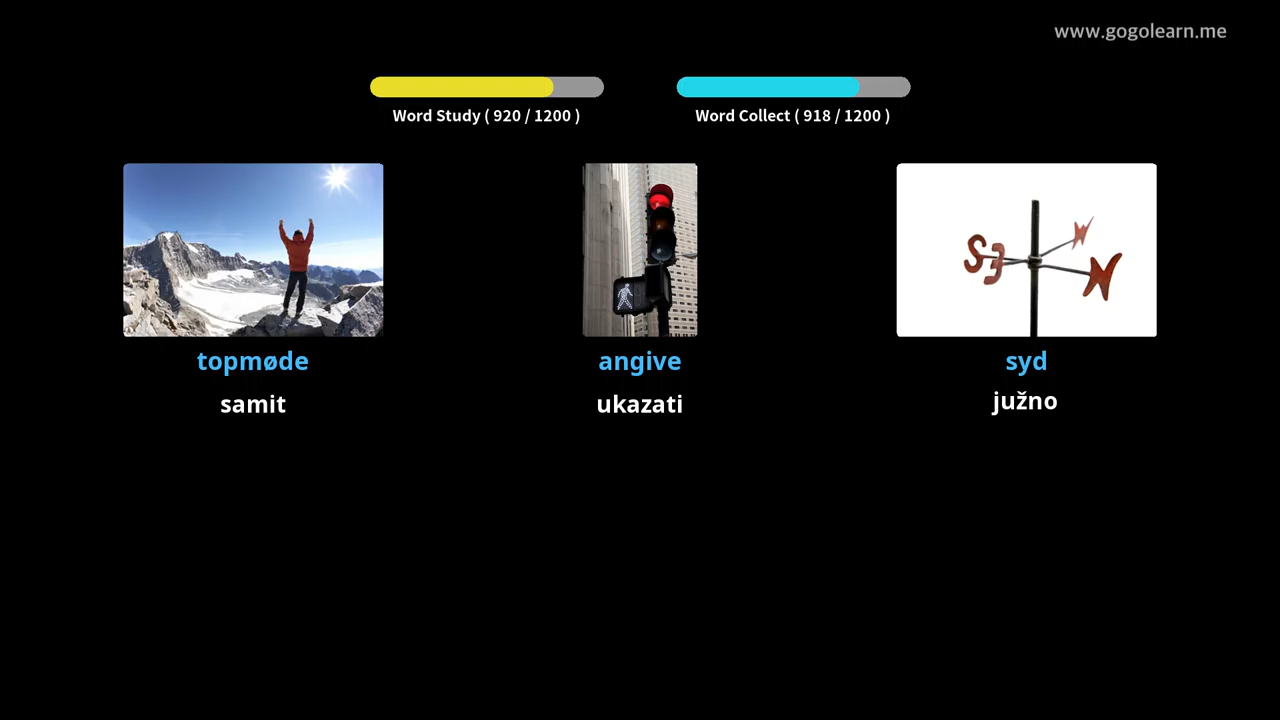 www.gogolearn.me
Word Study ( 920 / 1200 )
Word Collect ( 918 / 1200 )
S
E
N
topmøde
angive
syd
samit
ukazati
južno